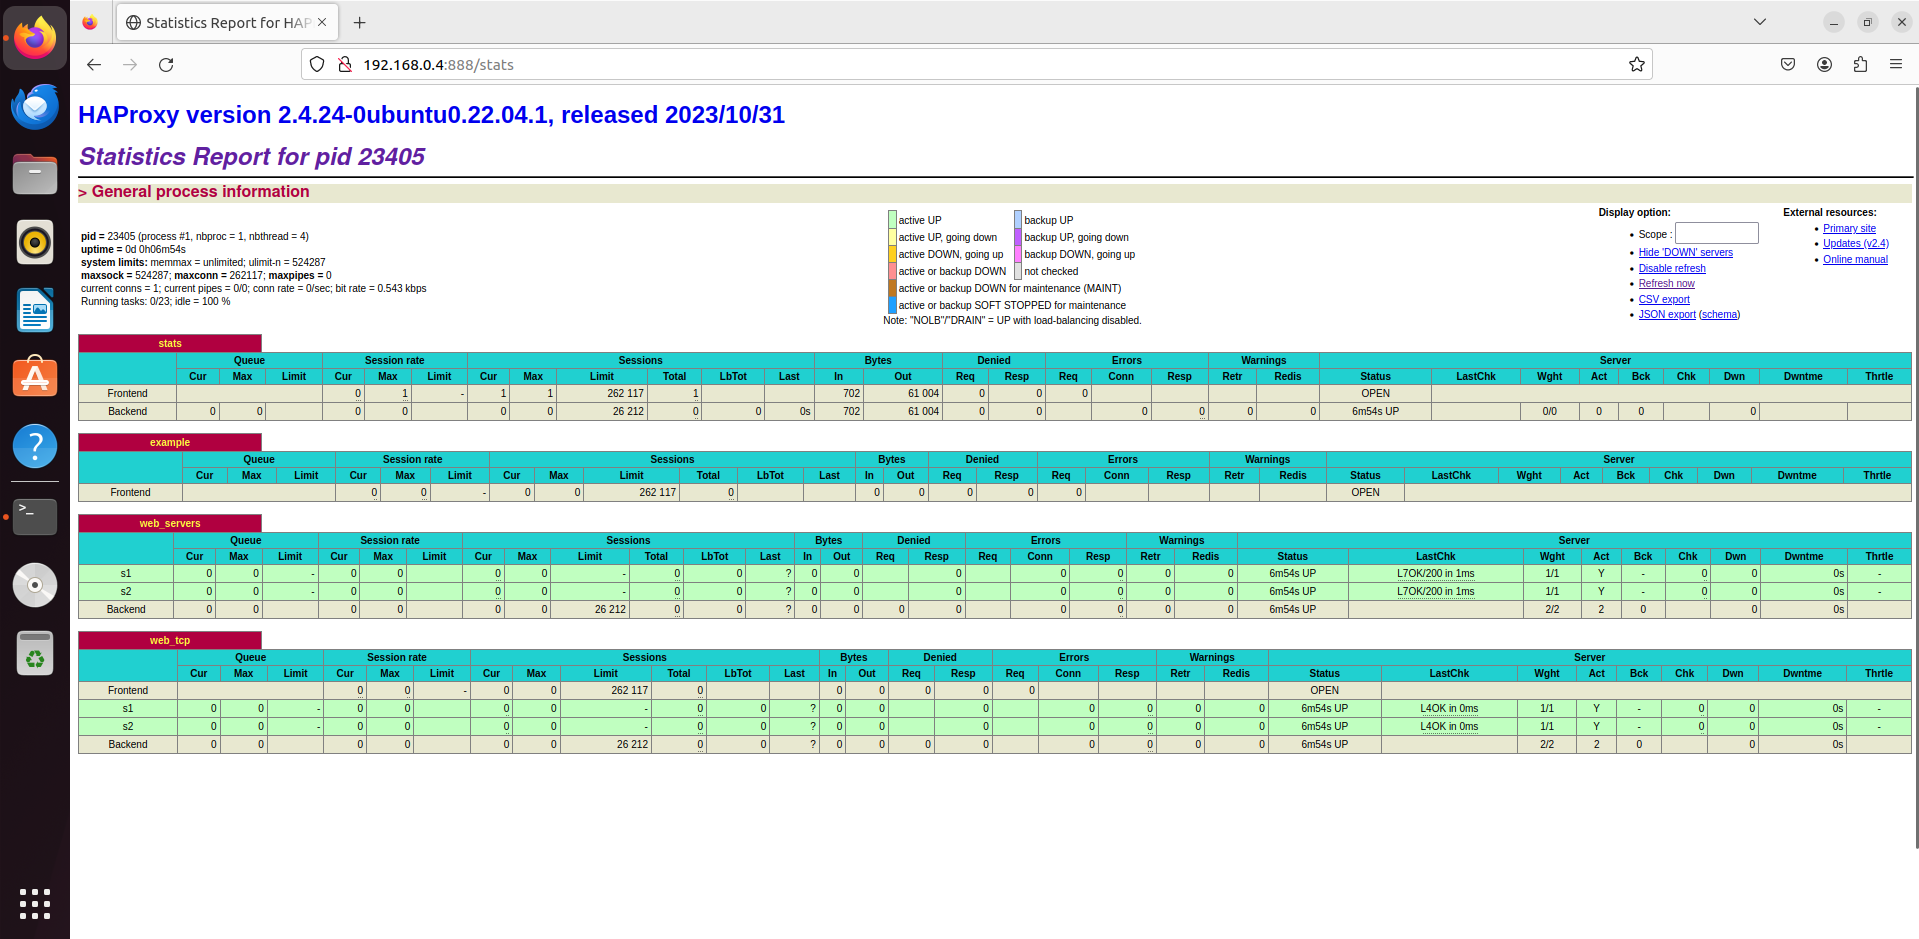 Statistics Report for HAP
192.168.0.4:888/stats
HAProxy version 2.4.24-0ubuntu0.22.04.1, released 2023/10/31
Statistics Report for pid 23405
> General process information
pid = 23405 (process #1, nbproc = 1, nbthread = 4)
uptime = 0d 0h06m54s
system limits: memmax = unlimited; ulimit-n = 524287
maxsock = 524287; maxconn = 262117; maxpipes = 0
current conns = 1; current pipes = 0/0; conn rate = 0/sec; bit rate = 0.543 kbps
Running tasks: 0/23; idle = 100 %
active UP backup UP
active UP, going down backup UP, going down
active DOWN, going up backup DOWN, going up
active or backup DOWN not checked
active or backup DOWN for maintenance (MAINT)
active or backup SOFT STOPPED for maintenance
Note: "NOLB"/"DRAIN" = UP with load-balancing disabled.
Display option:
Scope :
Hide 'DOWN' servers
Disable refresh
Refresh now
CSV export
JSON export (schema)
External resources:
Primary site
Updates (v2.4)
Online manual
stats
Queue Session rate Sessions Bytes Denied Errors Warnings Server
Cur Max Limit Cur Max Limit Cur Max Limit Total LbTot Last In Out Req Resp Req Conn Resp Retr Redis Status LastChk Wght Act Bck Chk Dwn Dwntme Thrtle
Frontend 0 1 - 1 1 262 117 1 702 61 004 0 0 0 OPEN
Backend 0 0 0 0 0 0 26 212 0 0 0s 702 61 004 0 0 0 0 0 0 6m54s UP 0/0 0 0 0
example
Queue Session rate Sessions Bytes Denied Errors Warnings Server
Cur Max Limit Cur Max Limit Cur Max Limit Total LbTot Last In Out Req Resp Req Conn Resp Retr Redis Status LastChk Wght Act Bck Chk Dwn Dwntme Thrtle
Frontend 0 0 - 0 0 262 117 0 0 0 0 0 0 OPEN
web_servers
Queue Session rate Sessions Bytes Denied Errors Warnings Server
Cur Max Limit Cur Max Limit Cur Max Limit Total LbTot Last In Out Req Resp Req Conn Resp Retr Redis Status LastChk Wght Act Bck Chk Dwn Dwntme Thrtle
s1 0 0 - 0 0 0 0 - 0 0 ? 0 0 0 0 0 0 0 6m54s UP L7OK/200 in 1ms 1/1 Y - 0 0 0s -
s2 0 0 - 0 0 0 0 - 0 0 ? 0 0 0 0 0 0 0 6m54s UP L7OK/200 in 1ms 1/1 Y - 0 0 0s -
Backend 0 0 0 0 0 0 26 212 0 0 ? 0 0 0 0 0 0 0 0 6m54s UP 2/2 2 0 0 0s
web_tcp
Queue Session rate Sessions Bytes Denied Errors Warnings Server
Cur Max Limit Cur Max Limit Cur Max Limit Total LbTot Last In Out Req Resp Req Conn Resp Retr Redis Status LastChk Wght Act Bck Chk Dwn Dwntme Thrtle
Frontend 0 0 - 0 0 262 117 0 0 0 0 0 0 OPEN
s1 0 0 - 0 0 0 0 - 0 0 ? 0 0 0 0 0 0 0 6m54s UP L4OK in 0ms 1/1 Y - 0 0 0s -
s2 0 0 - 0 0 0 0 - 0 0 ? 0 0 0 0 0 0 0 6m54s UP L4OK in 0ms 1/1 Y - 0 0 0s -
Backend 0 0 0 0 0 0 26 212 0 0 ? 0 0 0 0 0 0 0 0 6m54s UP 2/2 2 0 0 0s